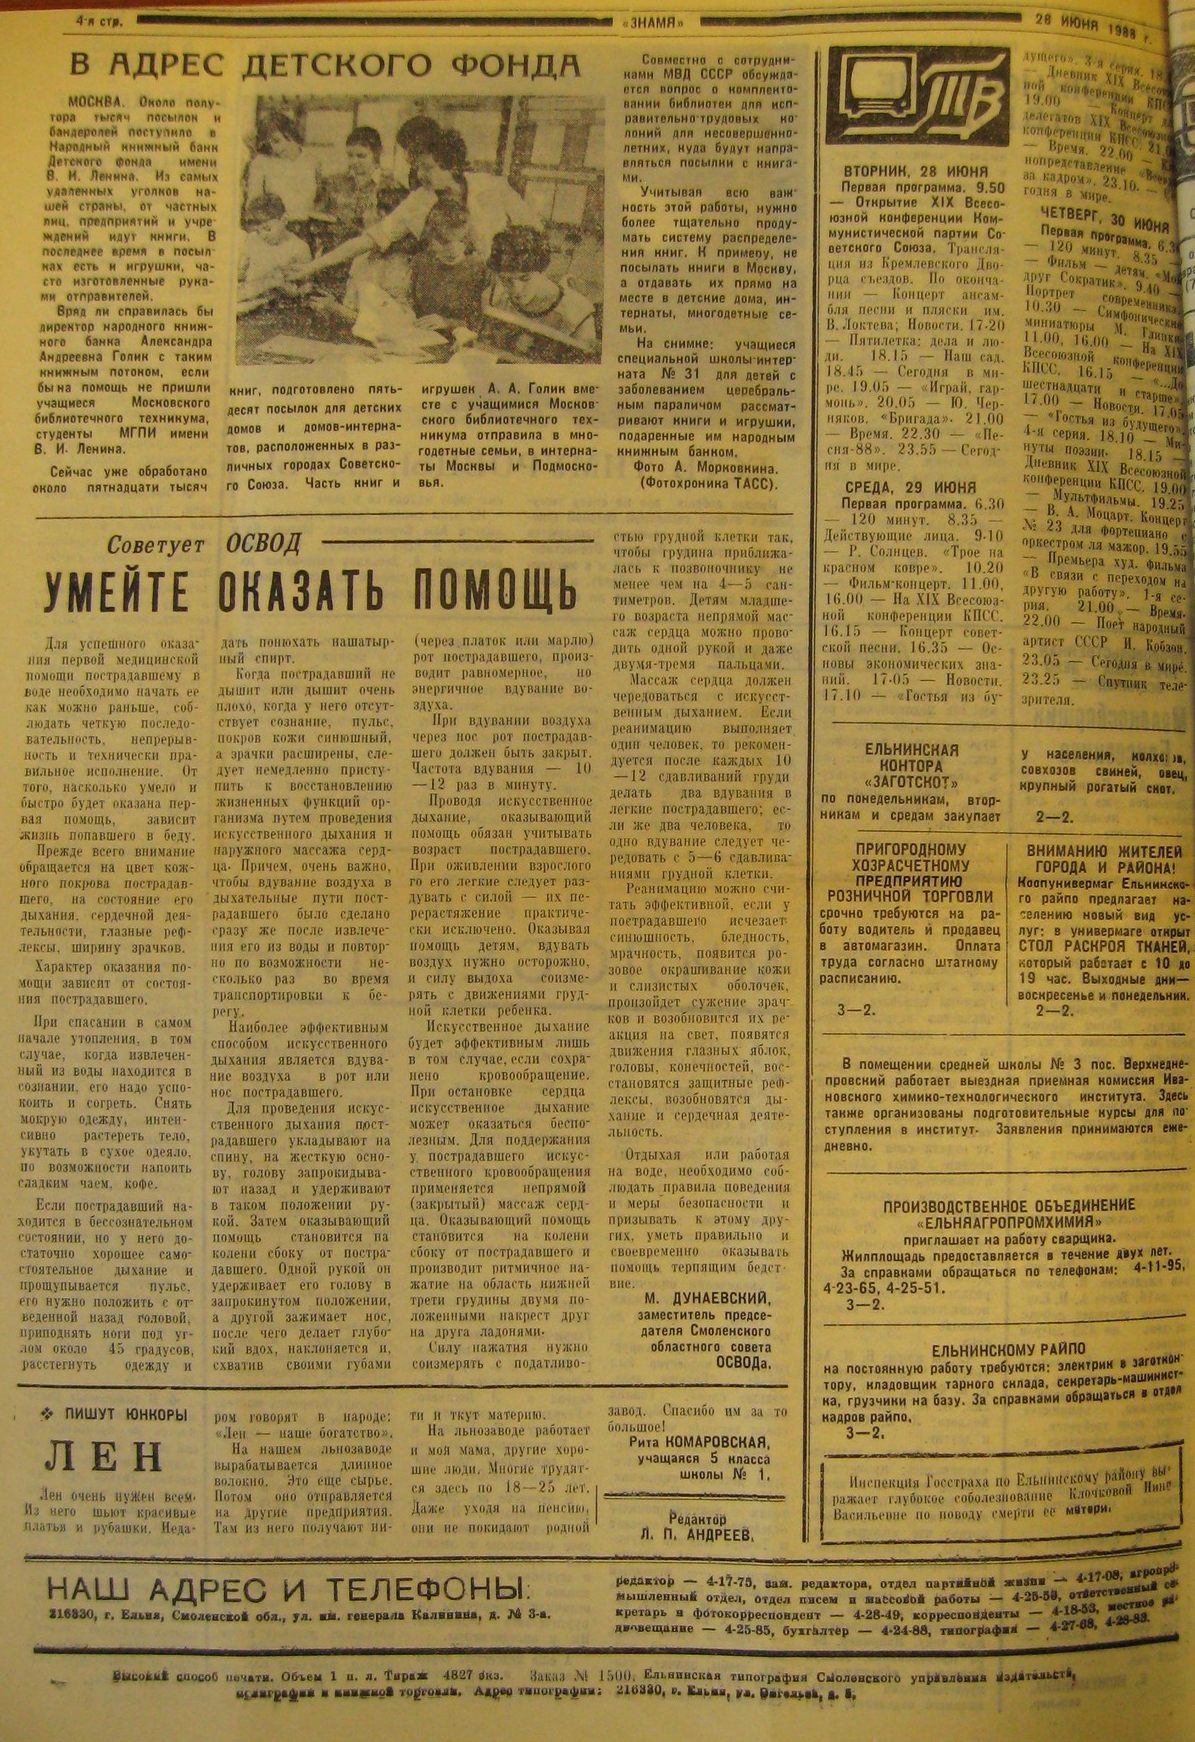 4-я стр.
«ЗНАМЯ»
28 ИЮНЯ 1988 г.
В АДРЕС ДЕТСКОГО ФОНДА
МОСКВА. Около полу-
тора тысяч посылок и
бандеролей поступило в
Народный книжный банк
Детского фонда имени
В. И. Ленина. Из самых
удаленных уголков на-
шей страны, от частных
лиц, предприятий и учре
ждений идут книги. В
последнее время в посыл
ках есть и игрушки, ча-
сто изготовленные рука-
ми отправителей.
Вряд ли справилась бы
директор народного книж-
ного банка Александра
Андреевна Голик с таким
книжным потоком, если
бы на помощь не пришли
учащиеся Московского
библиотечного техникума,
студенты МГПИ имени
В. И. Ленина.
Сейчас уже обработано
около пятнадцати тысяч
книг, подготовлено пять-
десят посылок для детских
домов и домов-интерна-
тов, расположенных в раз-
личных городах Советско-
го Союза. Часть книг и
игрушек А. А. Голик вме-
сте с учащимися Москов-
ского библиотечного тех-
никума отправила в мно-
годетные семьи, в интерна-
ты Москвы и Подмоско-
вья.
Совместно с сотрудни-
ками МВД СССР обсужда-
ется вопрос о комплекто-
вании библиотек для исп-
равительно-трудовых ко-
лоний для несовершенно-
летних, куда будут напра-
вляться посылки с книга-
ми.
Учитывая всю важ-
ность этой работы, нужно
более тщательно проду-
мать систему распределе-
ния книг. К примеру, не
посылать книги в Москву,
а отдавать их прямо на
месте в детские дома, ин-
тернаты, многодетные се-
мьи.
На снимке: учащиеся
специальной школы-интер-
ната № 31 для детей с
заболеванием церебраль-
ным параличом рассмат-
ривают книги и игрушки,
подаренные им народным
книжным банком.
Фото А. Морковкина.
(Фотохроника ТАСС).
Советует ОСВОД
УМЕЙТЕ ОКАЗАТЬ ПОМОЩЬ
Для успешного оказа-
ния первой медицинской
помощи пострадавшему в
воде необходимо начать ее
как можно раньше, соб-
людать четкую последо-
вательность, непрерыв-
ность и технически пра-
вильное исполнение. От
того, насколько умело и
быстро будет оказана пер-
вая помощь, зависит
жизнь попавшего в беду.
Прежде всего внимание
обращается на цвет кож-
ного покрова пострадав-
шего, на состояние его
дыхания, сердечной дея-
тельности, глазные реф-
лексы, ширину зрачков.
Характер оказания по-
мощи зависит от состоя-
ния пострадавшего.
При спасании в самом
начале утопления, в том
случае, когда извлечен-
ный из воды находится в
сознании, его надо успо-
коить и согреть. Снять
мокрую одежду, интен-
сивно растереть тело,
укутать в сухое одеяло,
по возможности напоить
сладким чаем, кофе.
Если пострадавший на-
ходится в бессознательном
состоянии, но у него до-
статочно хорошее само-
стоятельное дыхание и
прощупывается пульс,
его нужно положить с от-
веденной назад головой,
приподнять ноги под уг-
лом около 45 градусов,
расстегнуть одежду и
дать понюхать нашатыр-
ный спирт.
Когда пострадавший не
дышит или дышит очень
плохо, когда у него отсут-
ствует сознание, пульс,
покров кожи синюшный,
а зрачки расширены, сле-
дует немедленно присту-
пить к восстановлению
жизненных функций ор-
ганизма путем проведения
искусственного дыхания и
наружного массажа серд-
ца. Причем, очень важно,
чтобы вдувание воздуха в
дыхательные пути пост-
радавшего было сделано
сразу же после извлече-
ния его из воды и повтор-
но по возможности не-
сколько раз во время
транспортировки к бе-
регу.
Наиболее эффективным
способом искусственного
дыхания является вдува-
ние воздуха в рот или
нос пострадавшего.
Для проведения искус-
ственного дыхания пост-
радавшего укладывают на
спину, на жесткую осно-
ву, голову запрокидыва-
ют назад и удерживают
в таком положении ру-
кой. Затем оказывающий
помощь становится на
колени сбоку от постра-
давшего. Одной рукой он
удерживает его голову в
запрокинутом положении,
а другой зажимает нос,
после чего делает глубо-
кий вдох, наклоняется и,
схватив своими губами
(через платок или марлю)
рот пострадавшего, произ-
водит равномерное, но
энергичное вдувание во-
здуха.
При вдувании воздуха
через нос рот пострадав-
шего должен быть закрыт.
Частота вдувания — 10
—12 раз в минуту.
Проводя искусственное
дыхание, оказывающий
помощь обязан учитывать
возраст пострадавшего.
При оживлении взрослого
го его легкие следует раз-
дувать с силой — их пе-
рерастяжение практиче-
ски исключено. Оказывая
помощь детям, вдувать
воздух нужно осторожно,
и силу выдоха соизме-
рять с движениями груд-
ной клетки ребенка.
Искусственное дыхание
будет эффективным лишь
в том случае, если сохра-
нено кровообращение.
При остановке сердца
искусственное дыхание
может оказаться беспо-
лезным. Для поддержания
у пострадавшего искус-
ственного кровообращения
применяется непрямой
(закрытый) массаж серд-
ца. Оказывающий помощь
становится на колени
сбоку от пострадавшего и
производит ритмичное на-
жатие на область нижней
трети грудины двумя по-
ложенными накрест друг
на друга ладонями.
Силу нажатия нужно
соизмерять с податливо-
стью грудной клетки так,
чтобы грудина приближа-
лась к позвоночнику не
менее чем на 4—5 сан-
тиметров. Детям младше-
го возраста непрямой мас-
саж сердца можно прово-
дить одной рукой и даже
двумя-тремя пальцами.
Массаж сердца должен
чередоваться с искусст-
венным дыханием. Если
реанимацию выполняет
один человек, то рекомен-
дуется после каждых 10
—12 сдавливаний груди
делать два вдувания в
легкие пострадавшего; ес-
ли же два человека, то
одно вдувание следует че-
редовать с 5—6 сдавлива-
ниями грудной клетки.
Реанимацию можно счи-
тать эффективной, если у
пострадавшего исчезает
синюшность, бледность,
мрачность, появится ро-
зовое окрашивание кожи
и слизистых оболочек,
произойдет сужение зрач-
ков и возобновится их ре-
акция на свет, появятся
движения глазных яблок,
головы, конечностей, вос-
становятся защитные реф-
лексы, возобновятся ды-
хание и сердечная деяте-
льность.
Отдыхая или работая
на воде, необходимо соб-
людать правила поведения
и меры безопасности и
призывать к этому дру-
гих, уметь правильно и
своевременно оказывать
помощь терпящим бедст-
вие.
М. ДУНАЕВСКИЙ,
заместитель предсе-
дателя Смоленского
областного совета
ОСВОДа.
ПИШУТ ЮНКОРЫ
ЛЕН
Лен очень нужен всем.
Из него шьют красивые
платья и рубашки. Неда-
ром говорят в народе:
«Лен — наше богатство».
На нашем льнозаводе
вырабатывается длинное
волокно. Это еще сырье.
Потом оно отправляется
на другие предприятия.
Там из него получают ни-
ти и ткут материю.
На льнозаводе работает
и моя мама, другие хоро-
шие люди. Многие трудят-
ся здесь по 18—25 лет.
Даже уходя на пенсию,
они не покидают родной
завод. Спасибо им за то
большое!
Рита КОМАРОВСКАЯ,
учащаяся 5 класса
школы № 1.
Редактор
Л. П. АНДРЕЕВ.
ТВ
ВТОРНИК, 28 ИЮНЯ
Первая программа. 9.50
— Открытие XIX Всесо-
юзной конференции Ком-
мунистической партии Со-
ветского Союза. Трансля-
ция из Кремлевского Дво-
рца съездов. По оконча-
нии — Концерт ансам-
бля песни и пляски им.
В. Локтева; Новости. 17-20
— Пятилетка: дела и лю-
ди. 18.15 — Наш сад.
18.45 — Сегодня в ми-
ре. 19.05 — «Играй, гар-
монь». 20.05 — Ю. Чер-
няков. «Бригада». 21.00
— Время. 22.30 — «Пе-
сня-88». 23.55 — Сегод-
ня в мире.
СРЕДА, 29 ИЮНЯ
Первая программа. 6.30
— 120 минут. 8.35 —
Действующие лица. 9-10
— Р. Солнцев. «Трое на
красном ковре». 10.20
— Фильм-концерт. 11.00,
16.00 — На XIX Всесоюз-
ной конференции КПСС.
16.15 — Концерт совет-
ской песни. 16.35 — Ос-
новы экономических зна-
ний. 17-05 — Новости.
17.10 — «Гостья из бу-
дущего». 3-я серия. 18.
— Дневник XIX Всесоюз
ной конференции КПС
19.00 — Концерт д
делегатов XIX Всесоюз
конференции КПСС. 21.0
— Время. 22.00 —
нопредставление «Все
за кадром». 23.10. — С
годня в мире.
ЧЕТВЕРГ, 30 ИЮНЯ
Первая программа. 6.3
— 120 минут. 8.35 —
— Фильм — детям. «Мой
друг Сократик». 9.40 —
Портрет современника.
10.30 — Симфонические
миниатюры М. Глинки
11.00, 16.00 — На XIX
Всесоюзной конференции
КПСС. 16.15 — «...До
шестнадцати и старше»
17.00 — Новости. 17.05
— «Гостья из будущего»
4-я серия. 18.10 — Ми-
нуты поэзии. 18.15 —
Дневник XIX Всесоюзной
конференции КПСС. 19.00
— Мультфильмы. 19.25
— В. А. Моцарт. Концерт
№ 23 для фортепиано с
оркестром ля мажор. 19.55
— Премьера худ. фильма
«В связи с переходом на
другую работу». 1-я се-
рия. 21.00 — Время.
22.00 — Поет народный
артист СССР И. Кобзон.
23.05 — Сегодня в мире.
23.25 — Спутник теле-
зрителя.
ЕЛЬНИНСКАЯ
КОНТОРА
«ЗАГОТСКОТ»
по понедельникам, втор-
никам и средам закупает
у населения, колхозов,
совхозов свиней, овец,
крупный рогатый скот.
2—2.
ПРИГОРОДНОМУ
ХОЗРАСЧЕТНОМУ
ПРЕДПРИЯТИЮ
РОЗНИЧНОЙ ТОРГОВЛИ
срочно требуются на ра-
боту водитель и продавец
в автомагазин. Оплата
труда согласно штатному
расписанию.
3—2.
ВНИМАНИЮ ЖИТЕЛЕЙ
ГОРОДА И РАЙОНА!
Коопунивермаг Ельнинско-
го райпо предлагает на-
селению новый вид ус-
луг: в универмаге открыт
СТОЛ РАСКРОЯ ТКАНЕЙ,
который работает с 10 до
19 час. Выходные дни—
воскресенье и понедельник.
2—2.
В помещении средней школы № 3 пос. Верхнедне-
провский работает выездная приемная комиссия Ива-
новского химико-технологического института. Здесь
также организованы подготовительные курсы для по-
ступления в институт. Заявления принимаются еже-
дневно.
ПРОИЗВОДСТВЕННОЕ ОБЪЕДИНЕНИЕ
«ЕЛЬНЯАГРОПРОМХИМИЯ»
приглашает на работу сварщика.
Жилплощадь предоставляется в течение двух лет.
За справками обращаться по телефонам: 4-11-95,
4-23-65, 4-25-51.
3—2.
ЕЛЬНИНСКОМУ РАЙПО
на постоянную работу требуются: электрик в заготкон-
тору, кладовщик тарного склада, секретарь-машинист-
ка, грузчики на базу. За справками обращаться в отдел
кадров райпо.
3—2.
Инспекция Госстраха по Ельнинскому району вы-
ражает глубокое соболезнование Клочковой Нине
Васильевне по поводу смерти ее матери.
НАШ АДРЕС И ТЕЛЕФОНЫ:
216330, г. Ельня, Смоленской обл., ул. им. генерала Калинина, д. № 3-а.
редактор — 4-17-73, зам. редактора, отдел партийной жизни — 4-17-08, агропро
мышленный отдел, отдел писем и массовой работы — 4-25-59, ответственный се-
кретарь и фотокорреспондент — 4-28-49, корреспонденты — 4-18-53, местное ра
диовещание — 4-25-85, бухгалтер — 4-24-88, типография — 4-27-68, 4-28-83.
Высокий способ печати. Объем 1 п. л. Тираж 4827 экз. Заказ № 1500. Ельнинская типография Смоленского управления издательств,
полиграфии и книжной торговли. Адрес типографии: 216330, г. Ельня, ул. Энгельса,